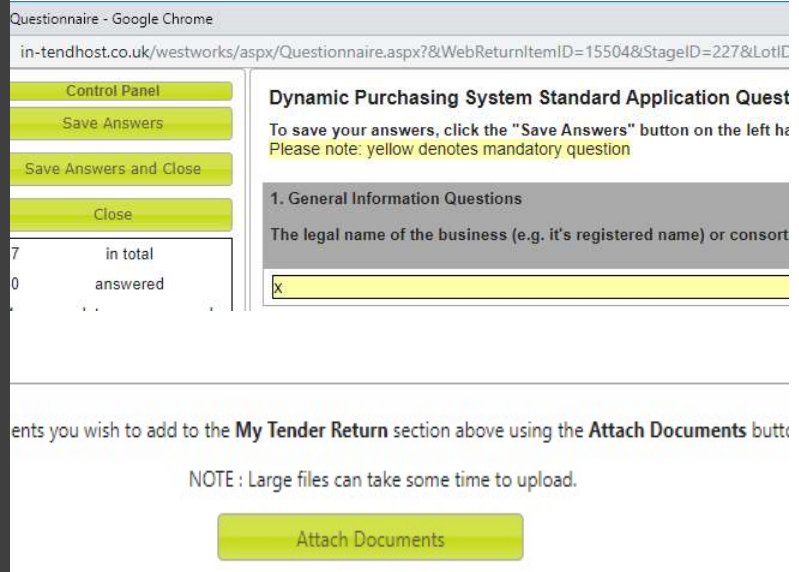 Questionnaire - Google Chrome
in-tendhost.co.uk/westworks/aspx/Questionnaire.aspx?&WebReturnItemID=15504&StageID=227&LotID
Control Panel
Save Answers
Save Answers and Close
Close
7 in total
0 answered
Dynamic Purchasing System Standard Application Quest
To save your answers, click the "Save Answers" button on the left ha
Please note: yellow denotes mandatory question
1. General Information Questions
The legal name of the business (e.g. it's registered name) or consort
x
ents you wish to add to the My Tender Return section above using the Attach Documents butto
NOTE : Large files can take some time to upload.
Attach Documents